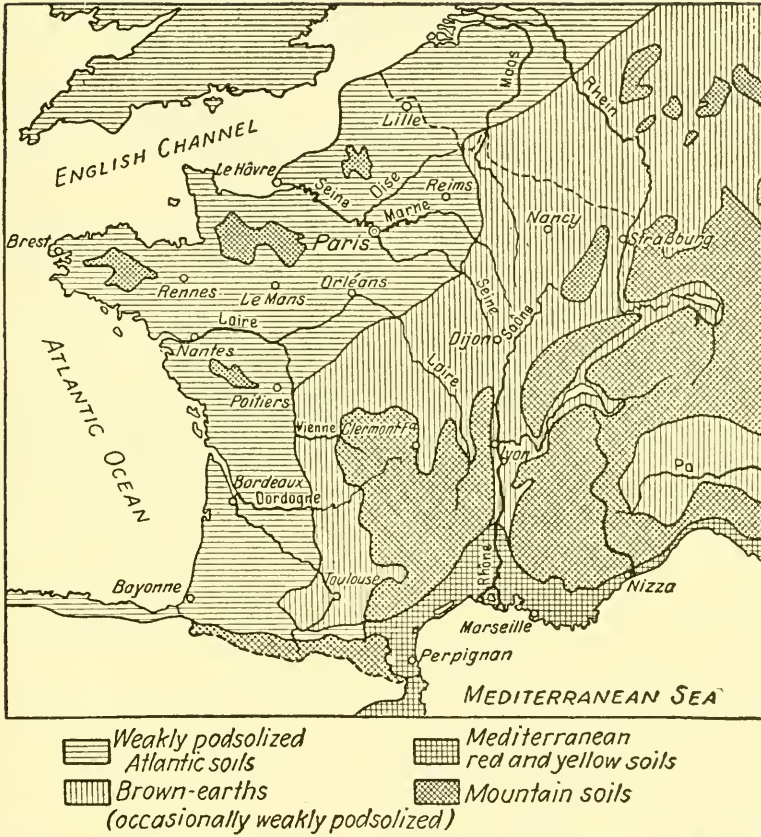 Maas
Rhein
Lille
ENGLISH CHANNEL
Le Hâvre
Seine
Oise
Reims
Marne
Nancy
Paris
Straßburg
Brest
Rennes
Le Mans
Orléans
Seine
Loire
Nantes
Dijon
Saône
Loire
ATLANTIC OCEAN
Poitiers
Vienne
Clermont Fd
Lyon
Po
Bordeaux
Dordogne
Toulouse
Rhône
Bayonne
Nizza
Marseille
Perpignan
MEDITERRANEAN SEA
Weakly podsolized
Atlantic soils
Mediterranean
red and yellow soils
Brown-earths
(occasionally weakly podsolized)
Mountain soils